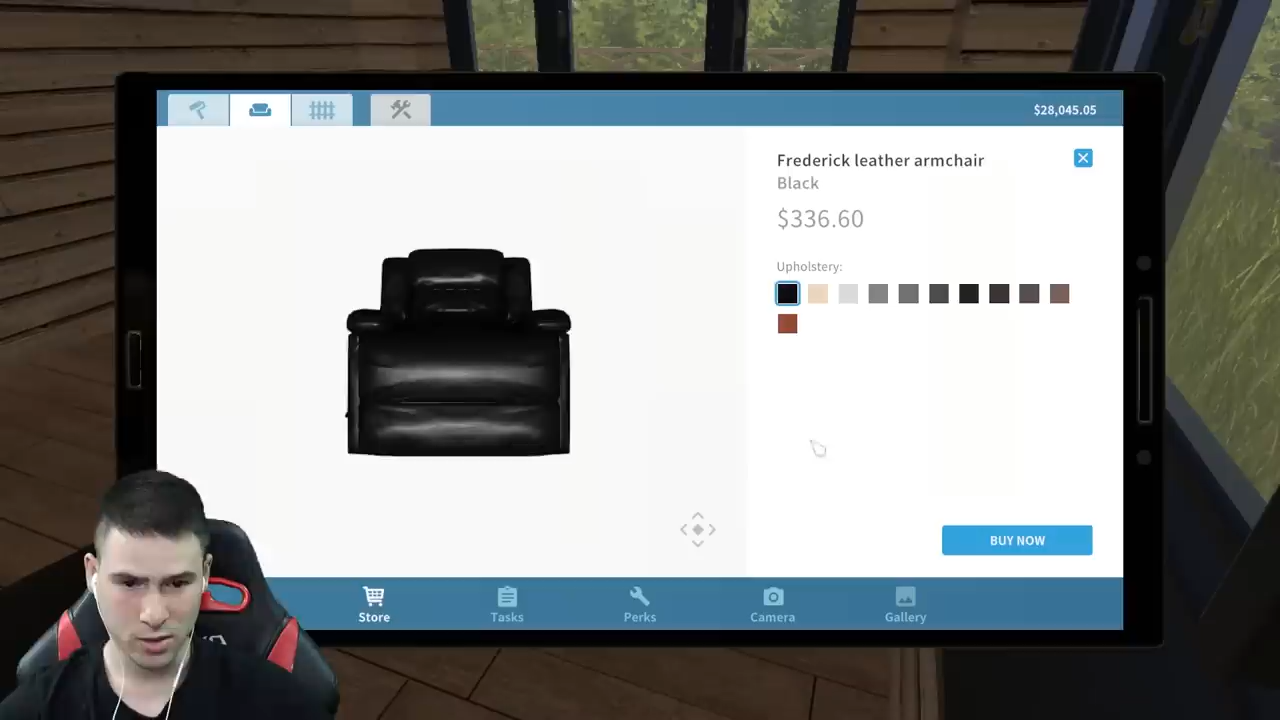 $28,045.05
Frederick leather armchair
Black
$336.60
Upholstery:
BUY NOW
Store
Tasks
Perks
Camera
Gallery